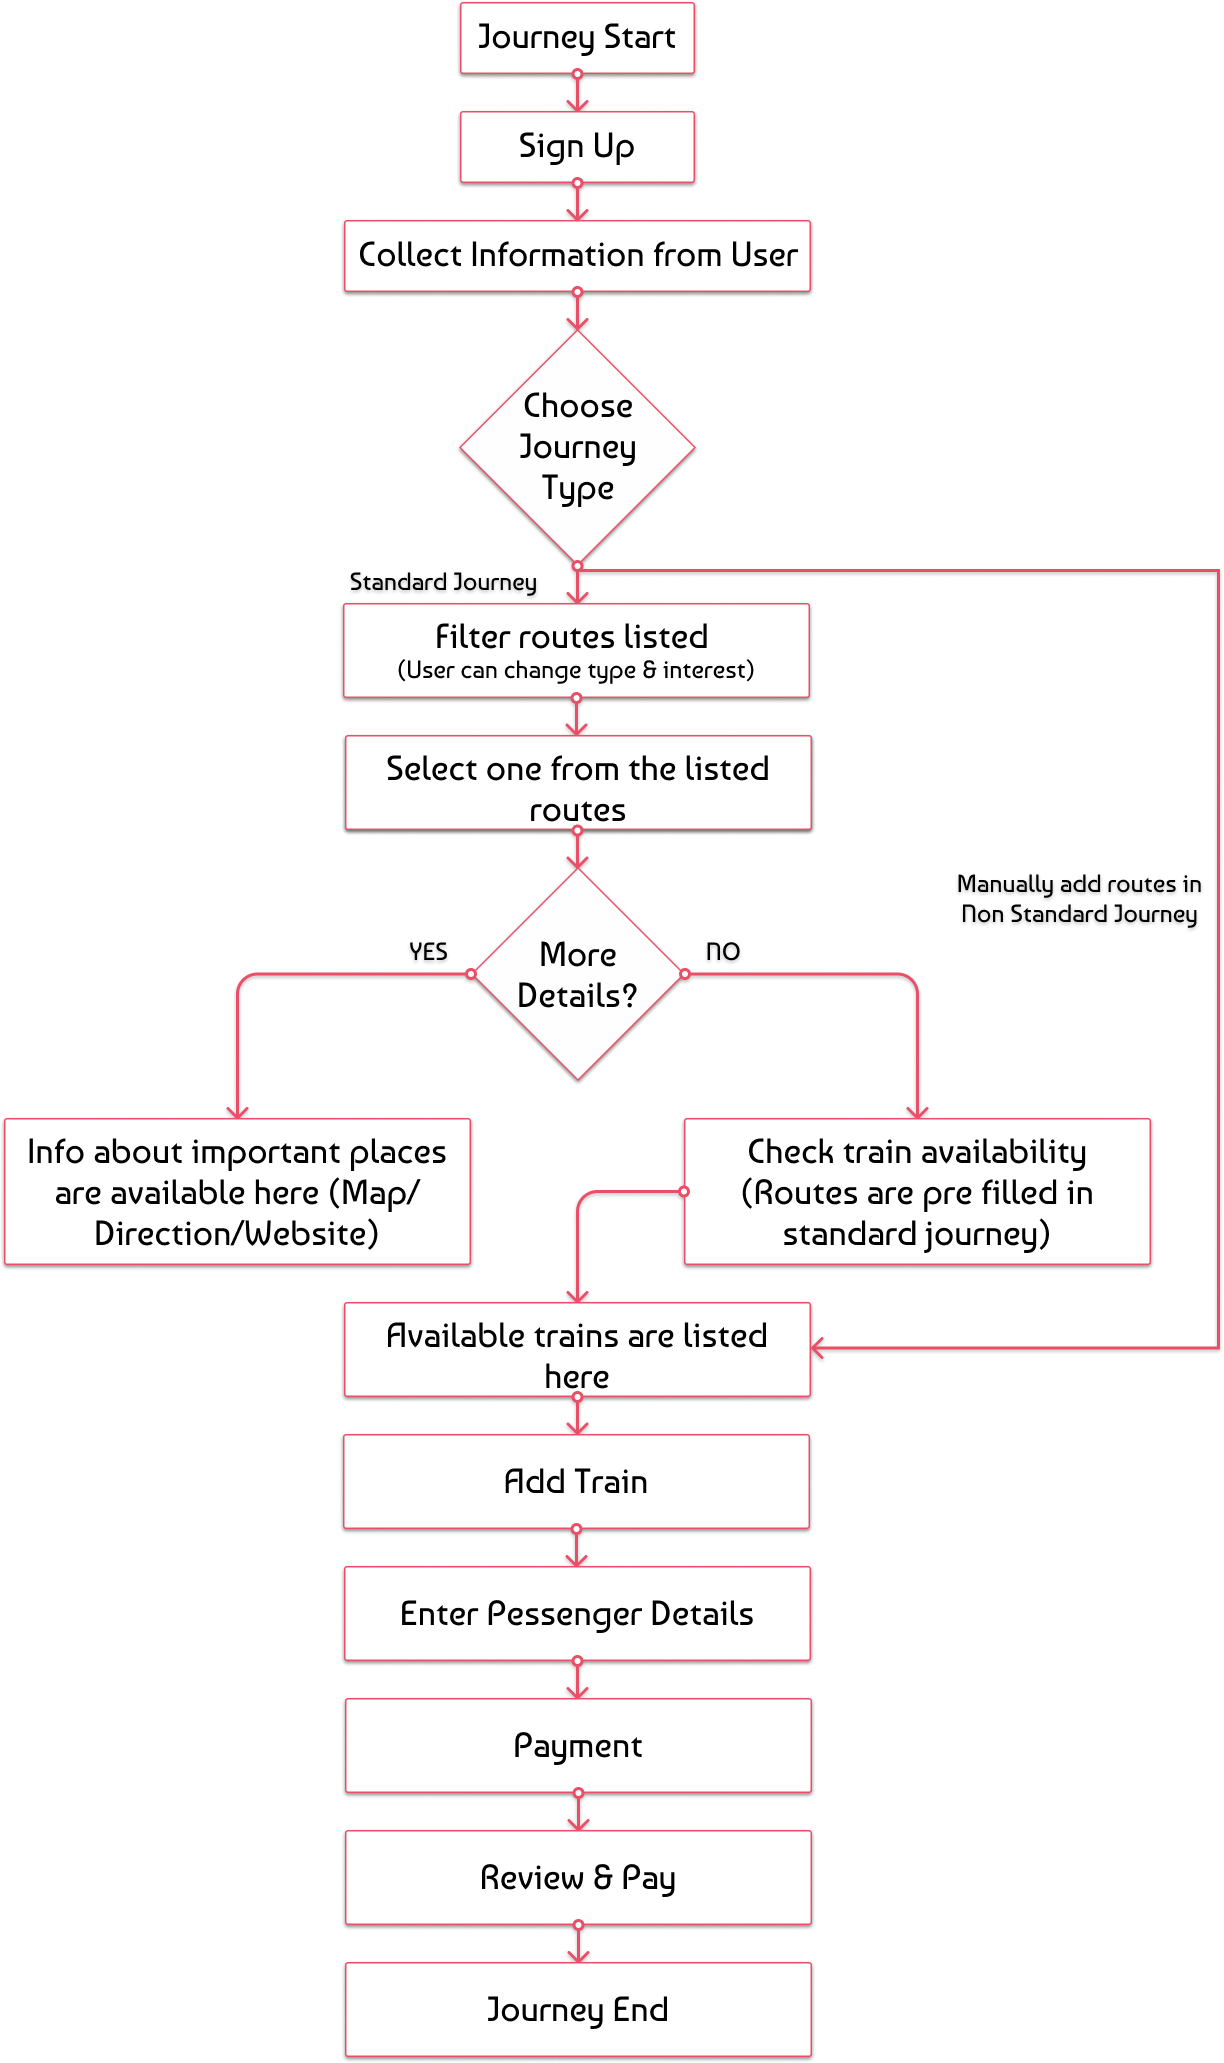 Journey Start
Sign Up
Collect Information from User
Choose
Journey
Type
Standard Journey
Filter routes listed
(User can change type & interest)
Select one from the listed
routes
Manually add routes in
Non Standard Journey
YES
More
Details?
NO
Info about important places
are available here (Map/
Direction/Website)
Check train availability
(Routes are pre filled in
standard journey)
Available trains are listed
here
Add Train
Enter Pessenger Details
Payment
Review & Pay
Journey End